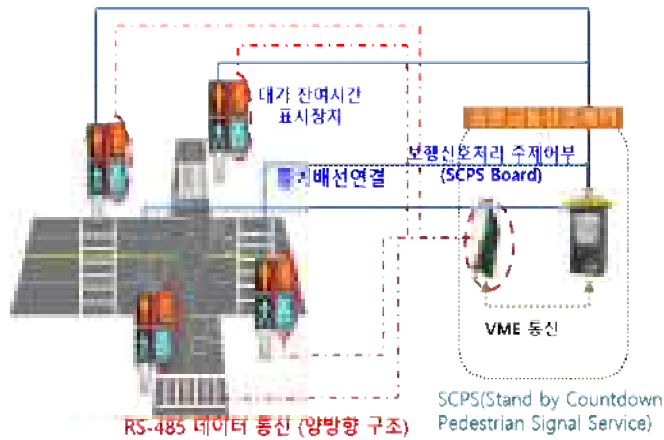 대기 잔여시간
표시장치
보행신호처리 주제어부
(SCPS Board)
배선연결
VME 통신
SCPS(Stand by Countdown
Pedestrian Signal Service)
RS-485 데이터 통신 (양방향 구조)